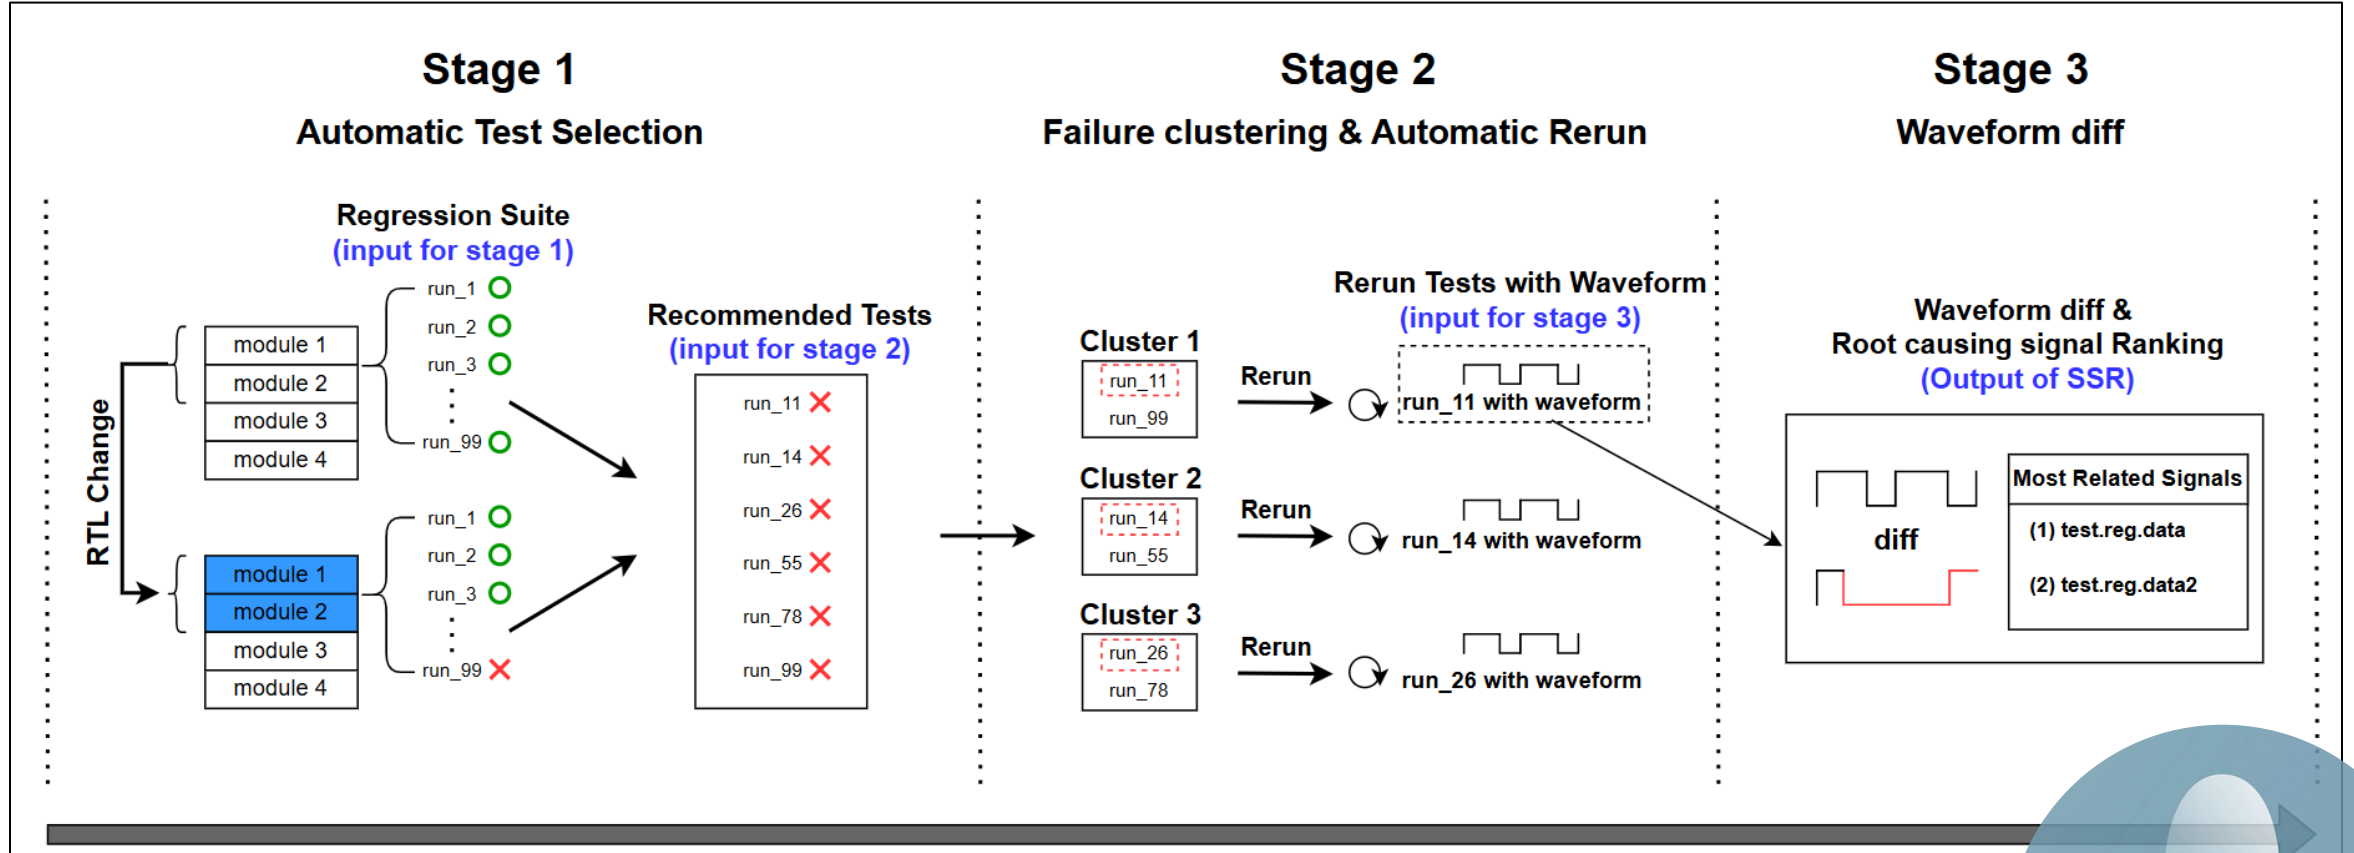 Stage 1
Automatic Test Selection
Regression Suite
(input for stage 1)
RTL Change
module 1
module 2
module 3
module 4
run_1
run_2
run_3
run_99
module 1
module 2
module 3
module 4
run_1
run_2
run_3
run_99
Recommended Tests
(input for stage 2)
run_11
run_14
run_26
run_55
run_78
run_99
Stage 2
Failure clustering & Automatic Rerun
Rerun Tests with Waveform
(input for stage 3)
Cluster 1
run_11
run_99
Rerun
run_11 with waveform
Cluster 2
run_14
run_55
Rerun
run_14 with waveform
Cluster 3
run_26
run_78
Rerun
run_26 with waveform
Stage 3
Waveform diff
Waveform diff &
Root causing signal Ranking
(Output of SSR)
diff
Most Related Signals
(1) test.reg.data
(2) test.reg.data2